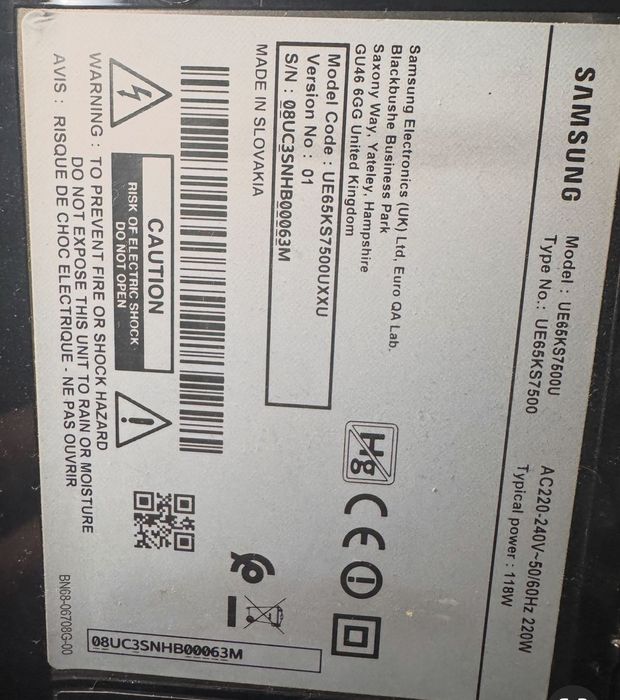 SAMSUNG
Model : UE65KS7500U
Type No.: UE65KS7500
AC220-240V~50/60Hz 220W
Typical power : 118W
Samsung Electronics (UK) Ltd, Euro QA Lab.
Blackbushe Business Park
Saxony Way, Yateley, Hampshire
GU46 6GG United Kingdom
Model Code : UE65KS7500UXXU
Version No : 01
S/N : 08UC3SNHB00063M
MADE IN SLOVAKIA
Hg
CE
CAUTION
RISK OF ELECTRIC SHOCK
DO NOT OPEN
WARNING : TO PREVENT FIRE OR SHOCK HAZARD
DO NOT EXPOSE THIS UNIT TO RAIN OR MOISTURE
AVIS : RISQUE DE CHOC ELECTRIQUE - NE PAS OUVRIR
08UC3SNHB00063M
BN68-06708G-00